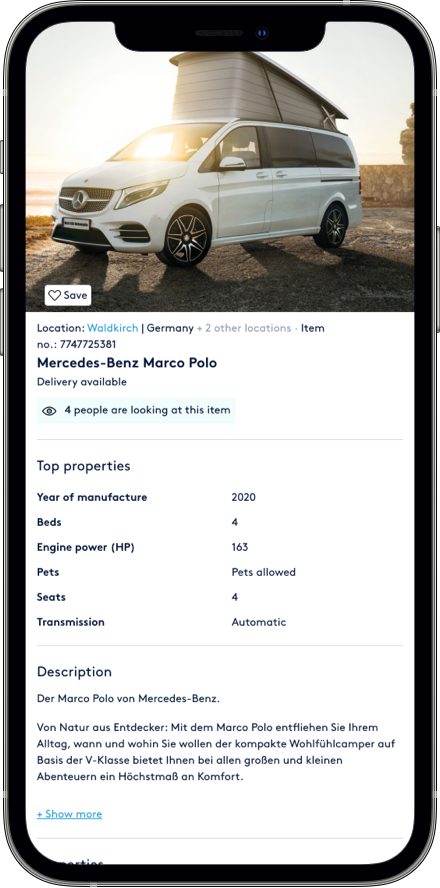 Save
Location: Waldkirch | Germany + 2 other locations · Item
no.: 7747725381
Mercedes-Benz Marco Polo
Delivery available
4 people are looking at this item
Top properties
Year of manufacture 2020
Beds 4
Engine power (HP) 163
Pets Pets allowed
Seats 4
Transmission Automatic
Description
Der Marco Polo von Mercedes-Benz.
Von Natur aus Entdecker: Mit dem Marco Polo entfliehen Sie Ihrem
Alltag, wann und wohin Sie wollen der kompakte Wohlfühlcamper auf
Basis der V-Klasse bietet Ihnen bei allen großen und kleinen
Abenteuern ein Höchstmaß an Komfort.
+ Show more